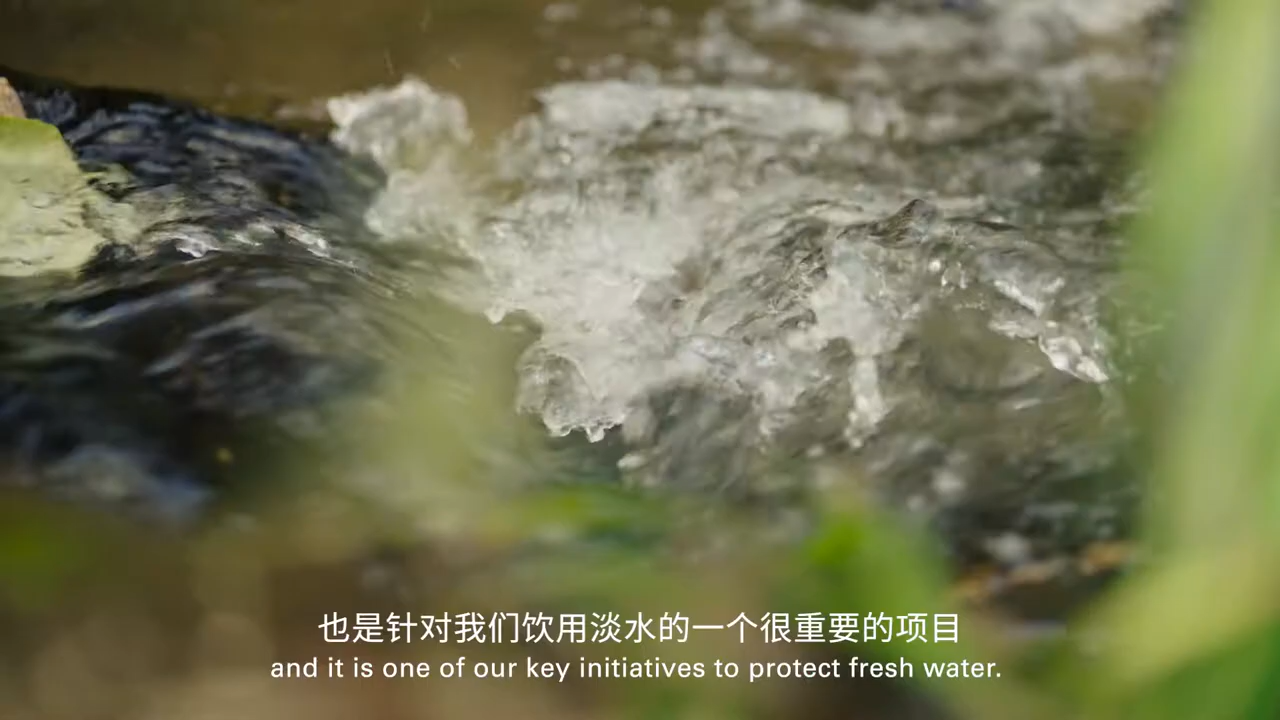 也是针对我们饮用淡水的一个很重要的项目
and it is one of our key initiatives to protect fresh water.